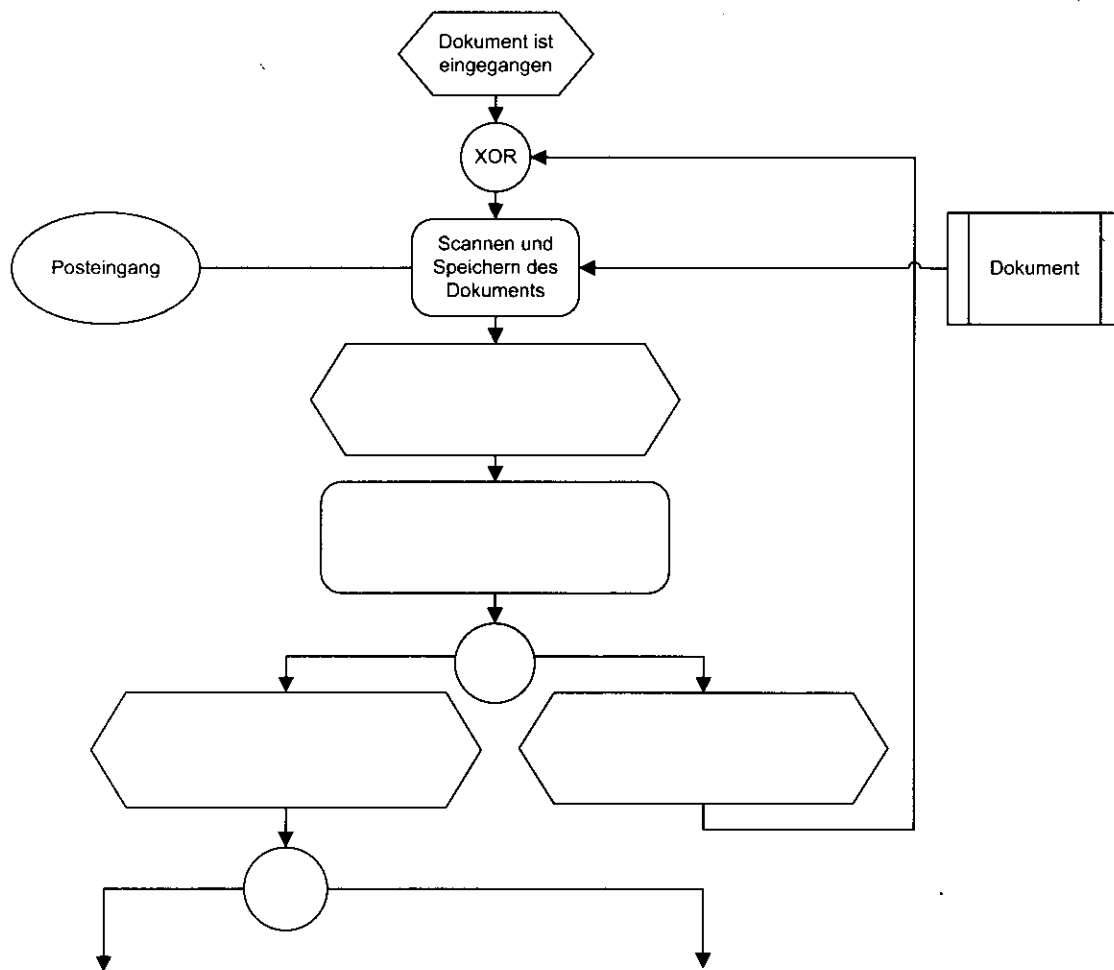 Dokument ist
eingegangen
XOR
Posteingang
Scannen und
Speichern des
Dokuments
Dokument